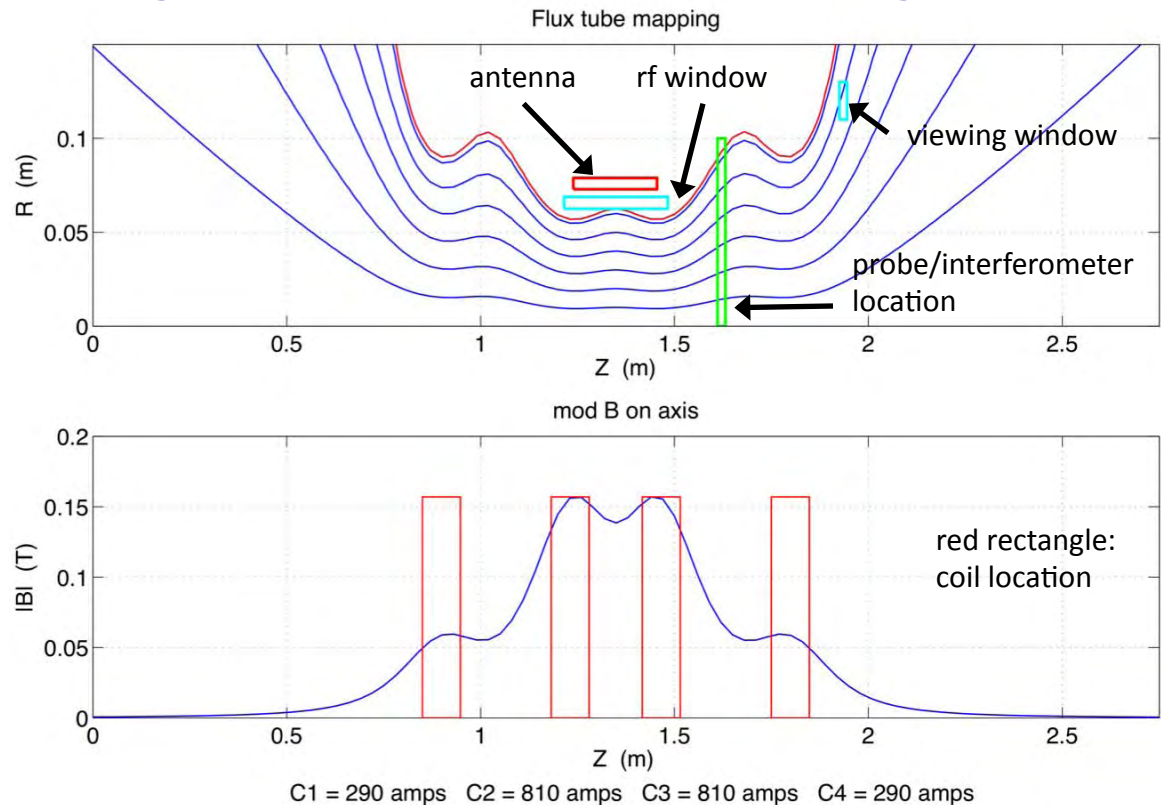 Flux tube mapping
antenna
rf window
viewing window
probe/interferometer
location
R (m)
0.1
0.05
0
0
0.5
1
1.5
2
2.5
Z (m)
mod B on axis
|B| (T)
0.2
0.15
0.1
0.05
0
red rectangle:
coil location
0
0.5
1
1.5
2
2.5
Z (m)
C1 = 290 amps C2 = 810 amps C3 = 810 amps C4 = 290 amps